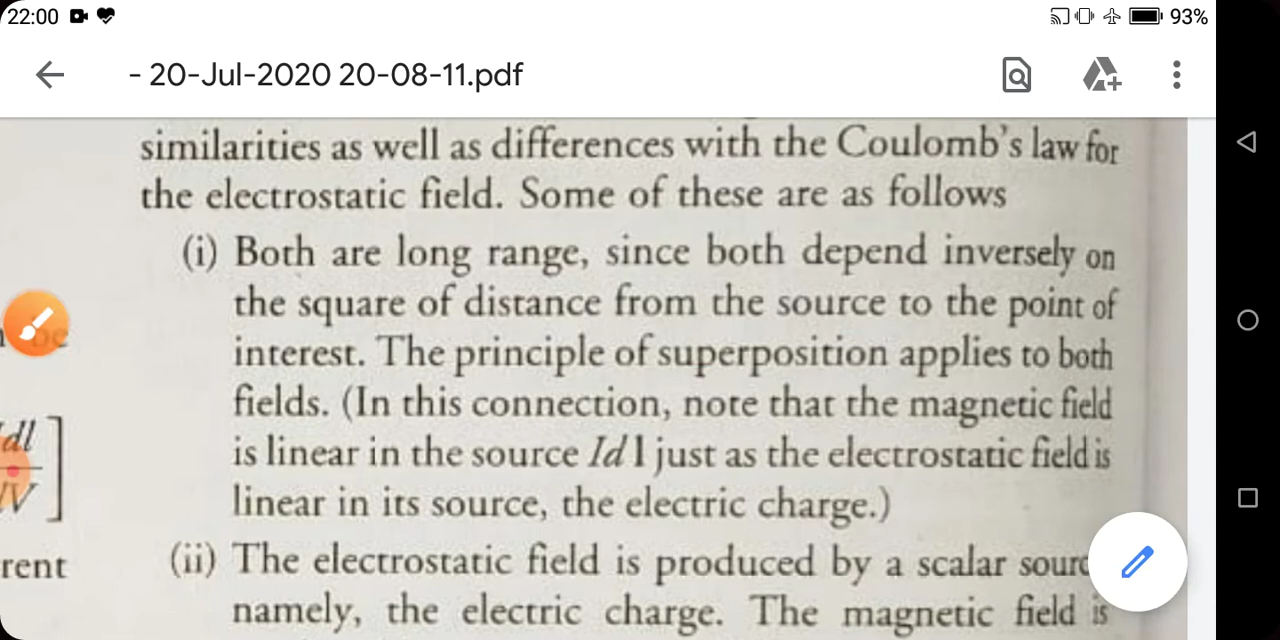 22:00
93%
- 20-Jul-2020 20-08-11.pdf
similarities as well as differences with the Coulomb's law for
the electrostatic field. Some of these are as follows
(i) Both are long range, since both depend inversely on
the square of distance from the source to the point of
interest. The principle of superposition applies to both
fields. (In this connection, note that the magnetic field
is linear in the source Idl just as the electrostatic field is
linear in its source, the electric charge.)
(ii) The electrostatic field is produced by a scalar
namely, the electric charge. The magnetic field is
dl
rent